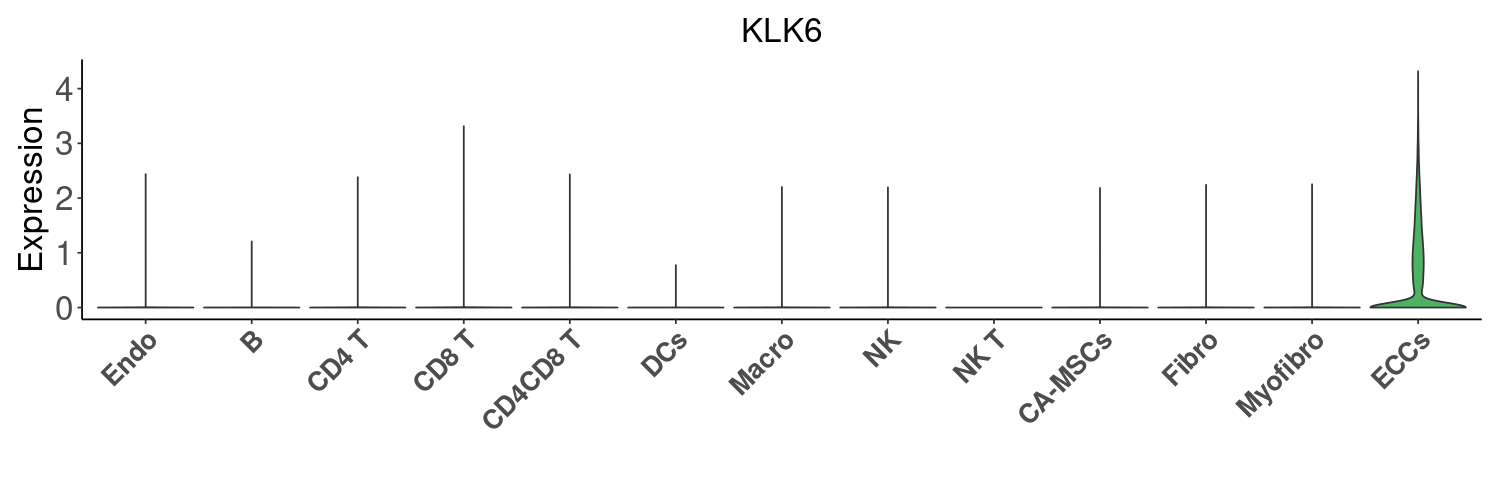 KLK6
Expression
4
3
2
1
0
Endo
B
CD4 T
CD8 T
CD4CD8 T
DCs
Macro
NK
NK T
CA-MSCs
Fibro
Myofibro
ECCs